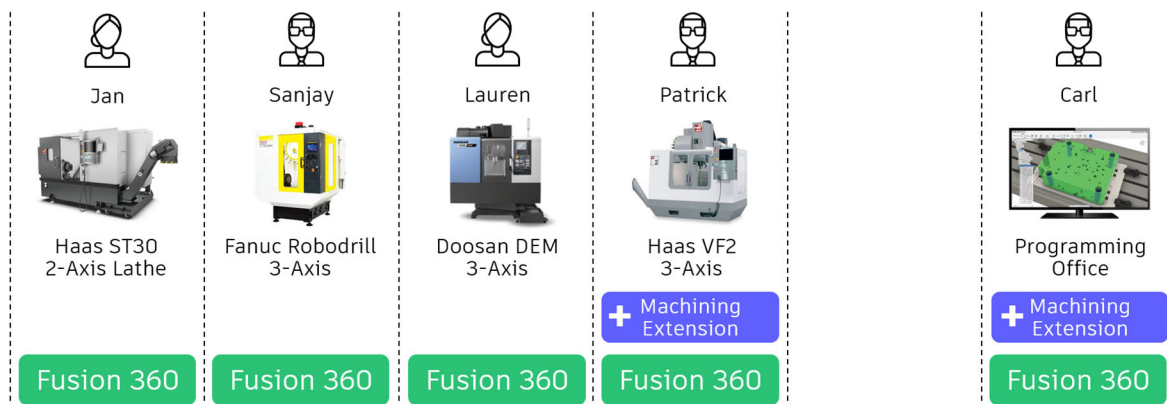 Jan
Haas ST30
2-Axis Lathe
Fusion 360
Sanjay
Fanuc Robodrill
3-Axis
Fusion 360
Lauren
Doosan DEM
3-Axis
Fusion 360
Patrick
Haas VF2
3-Axis
+ Machining
Extension
Fusion 360
Carl
Programming
Office
+ Machining
Extension
Fusion 360